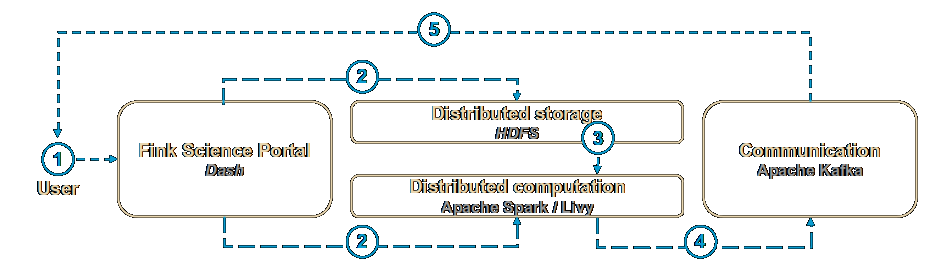 5
2
Distributed storage
HDFS
3
1
User
Fink Science Portal
Dash
Distributed computation
Apache Spark / Livy
Communication
Apache Kafka
2
4